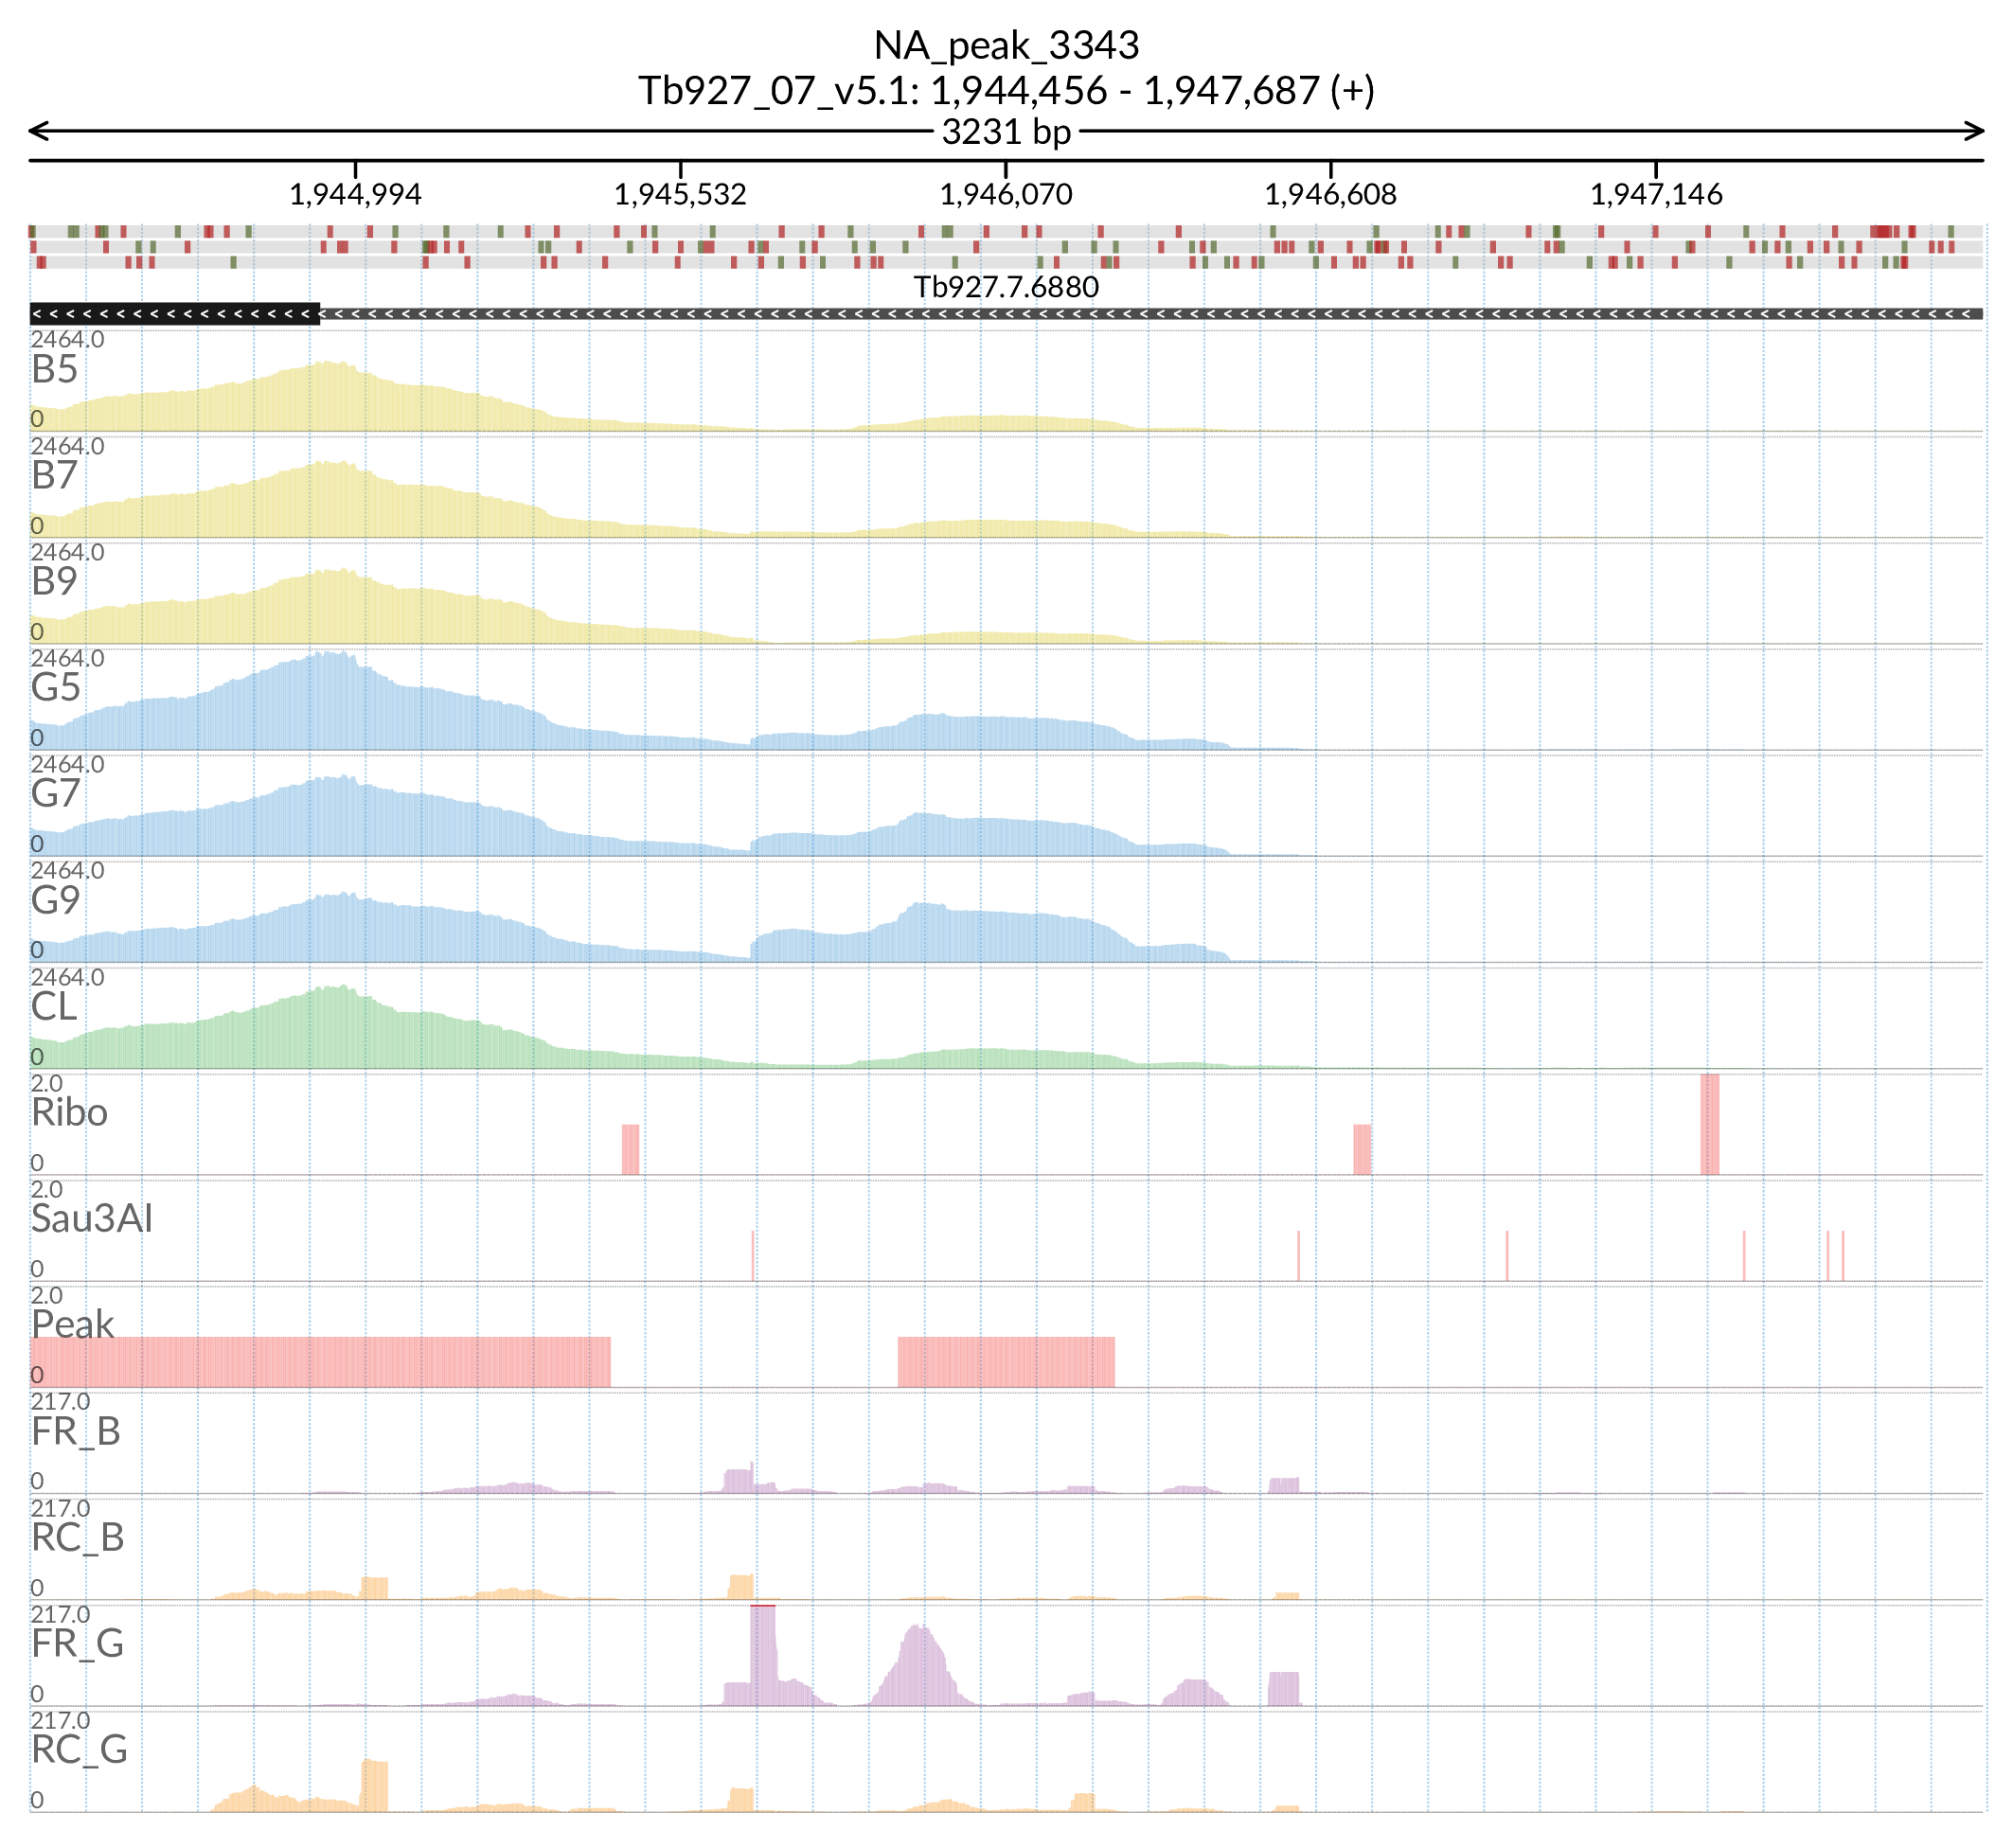 NA_peak_3343
Tb927_07_v5.1: 1,944,456 - 1,947,687 (+)
3231 bp
1,944,994 1,945,532 1,946,070 1,946,608 1,947,146
Tb927.7.6880
2464.0
B5
0
2464.0
B7
0
2464.0
B9
0
2464.0
G5
0
2464.0
G7
0
2464.0
G9
0
2464.0
CL
0
2.0
Ribo
0
2.0
Sau3AI
0
2.0
Peak
0
217.0
FR_B
0
217.0
RC_B
0
217.0
FR_G
0
217.0
RC_G
0